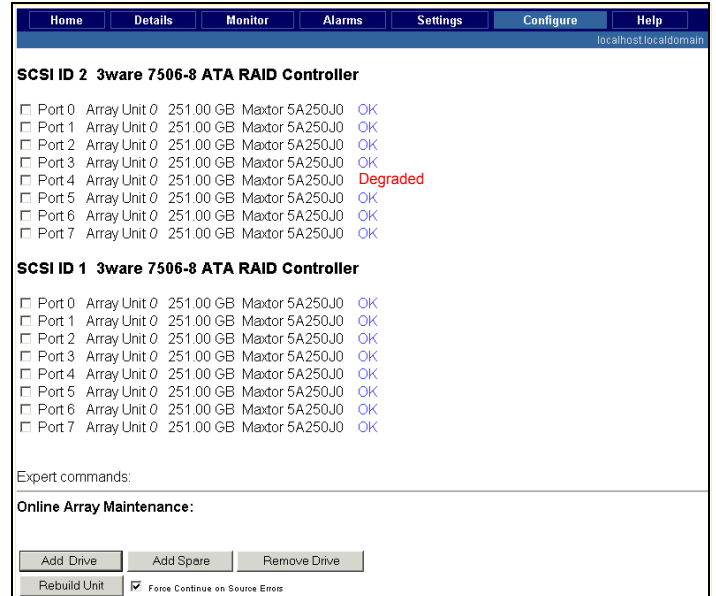 Home Details Monitor Alarms Settings Configure Help
localhost.localdomain
SCSI ID 2 3ware 7506-8 ATA RAID Controller
Port 0 Array Unit 0 251.00 GB Maxtor 5A250J0 OK
Port 1 Array Unit 0 251.00 GB Maxtor 5A250J0 OK
Port 2 Array Unit 0 251.00 GB Maxtor 5A250J0 OK
Port 3 Array Unit 0 251.00 GB Maxtor 5A250J0 OK
Port 4 Array Unit 0 251.00 GB Maxtor 5A250J0 Degraded
Port 5 Array Unit 0 251.00 GB Maxtor 5A250J0 OK
Port 6 Array Unit 0 251.00 GB Maxtor 5A250J0 OK
Port 7 Array Unit 0 251.00 GB Maxtor 5A250J0 OK
SCSI ID 1 3ware 7506-8 ATA RAID Controller
Port 0 Array Unit 0 251.00 GB Maxtor 5A250J0 OK
Port 1 Array Unit 0 251.00 GB Maxtor 5A250J0 OK
Port 2 Array Unit 0 251.00 GB Maxtor 5A250J0 OK
Port 3 Array Unit 0 251.00 GB Maxtor 5A250J0 OK
Port 4 Array Unit 0 251.00 GB Maxtor 5A250J0 OK
Port 5 Array Unit 0 251.00 GB Maxtor 5A250J0 OK
Port 6 Array Unit 0 251.00 GB Maxtor 5A250J0 OK
Port 7 Array Unit 0 251.00 GB Maxtor 5A250J0 OK
Expert commands:
Online Array Maintenance:
Add Drive Add Spare Remove Drive
Rebuild Unit Force Continue on Source Errors